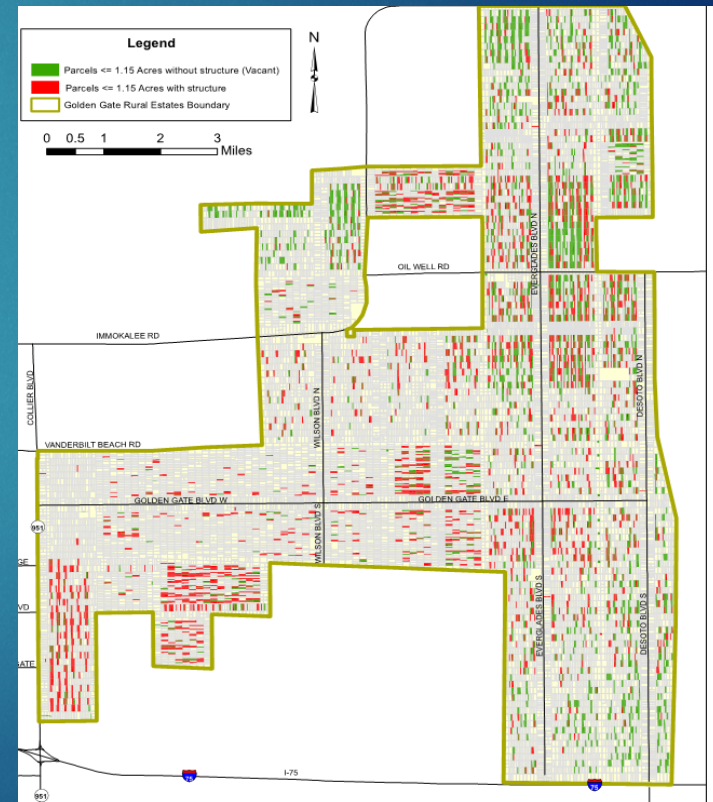 Legend
N
Parcels <= 1.15 Acres without structure (Vacant)
Parcels <= 1.15 Acres with structure
Golden Gate Rural Estates Boundary
0 0.5 1 2 3
Miles
OIL WELL RD
EVERGLADES BLVD N
IMMOKALEE RD
COLLIER BLVD
WILSON BLVD N
DESOTO BLVD N
VANDERBILT BEACH RD
GOLDEN GATE BLVD W
GOLDEN GATE BLVD E
951
WILSON BLVD S
GE
VD
EVERGLADES BLVD S
DESOTO BLVD S
GATE
I-75
75
75
951